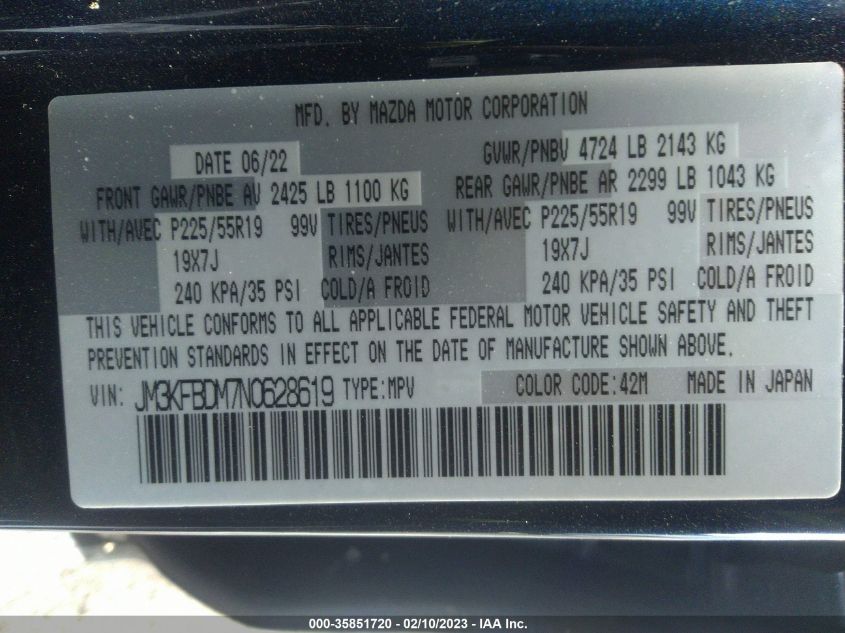 MFD. BY MAZDA MOTOR CORPORATION
DATE 06/22 GVWR/PNBV 4724 LB 2143 KG
FRONT GAWR/PNBE AV 2425 LB 1100 KG REAR GAWR/PNBE AR 2299 LB 1043 KG
WITH/AVEC P225/55R19 99V TIRES/PNEUS WITH/AVEC P225/55R19 99V TIRES/PNEUS
19X7J RIMS/JANTES 19X7J RIMS/JANTES
240 KPA/35 PSI COLD/A FROID 240 KPA/35 PSI COLD/A FROID
THIS VEHICLE CONFORMS TO ALL APPLICABLE FEDERAL MOTOR VEHICLE SAFETY AND THEFT
PREVENTION STANDARDS IN EFFECT ON THE DATE OF MANUFACTURE SHOWN ABOVE.
VIN: JM3KFBDM7N0628619 TYPE:MPV COLOR CODE:42M MADE IN JAPAN
000-35851720 — 02/10/2023 - IAA Inc.